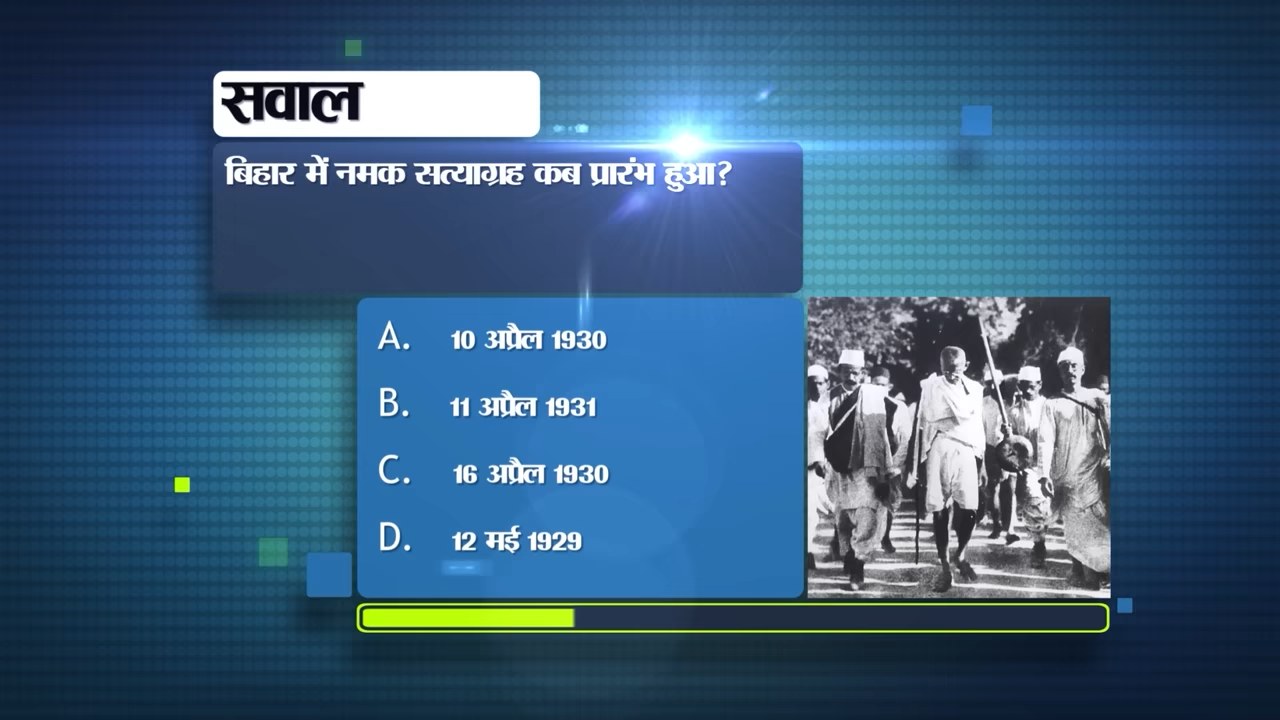 सवाल
बिहार में नमक सत्याग्रह कब प्रारंभ हुआ?
A. 10 अप्रैल 1930
B. 11 अप्रैल 1931
C. 16 अप्रैल 1930
D. 12 मई 1929